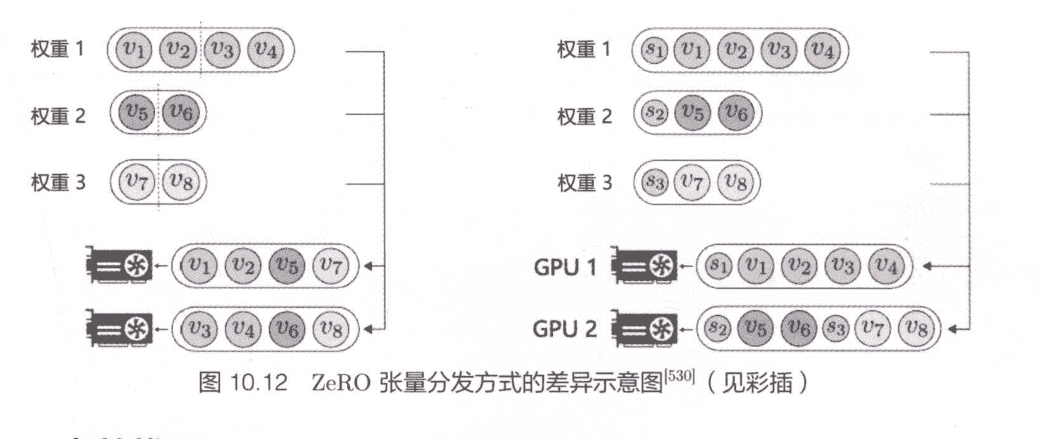 权重 1 v1 v2 v3 v4
权重 2 v5 v6
权重 3 v7 v8
v1 v2 v5 v7
v3 v4 v6 v8
权重 1 s1 v1 v2 v3 v4
权重 2 s2 v5 v6
权重 3 s3 v7 v8
GPU 1 s1 v1 v2 v3 v4
GPU 2 s2 v5 v6 s3 v7 v8
图 10.12 ZeRO 张量分发方式的差异示意图[530]（见彩插）